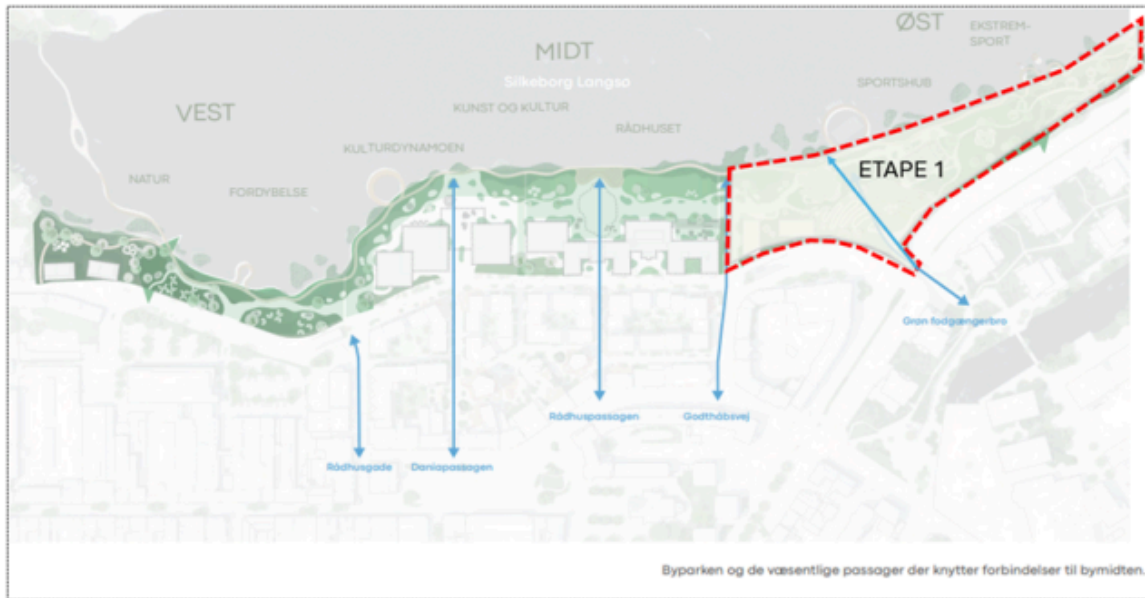 ØST
EKSTREM-
SPORT
MIDT
Silkeborg Langsø
SPORTSHUB
KUNST OG KULTUR
VEST
RÅDHUSET
KULTURDYNAMOEN
ETAPE 1
NATUR
FORDYBELSE
Grøn fodgængerbro
Rådhuspassagen
Godthåbsvej
Rådhusgade
Daniapassagen
Byparken og de væsentlige passager der knytter forbindelser til bymidten.